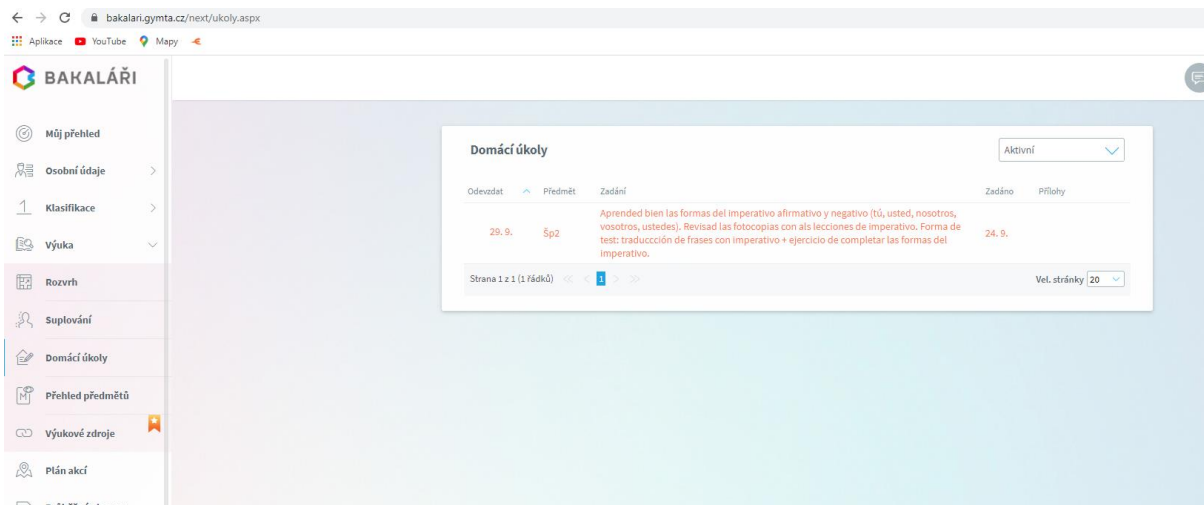 bakalari.gymta.cz/next/ukoly.aspx
Aplikace YouTube Mapy
BAKALÁŘI
Můj přehled
Osobní údaje
Klasifikace
Výuka
Rozvrh
Suplování
Domácí úkoly
Přehled předmětů
Výukové zdroje
Plán akcí
Domácí úkoly
Aktivní
Odevzdat Předmět Zadání Zadáno Přílohy
29. 9. Šp2 Aprended bien las formas del imperativo afirmativo y negativo (tú, usted, nosotros,
vosotros, ustedes). Revisad las fotocopias con als lecciones de imperativo. Forma de
test: traduccción de frases con imperativo + ejercicio de completar las formas del
imperativo.
24. 9.
Strana 1 z 1 (1 řádků) 1 Vel. stránky 20